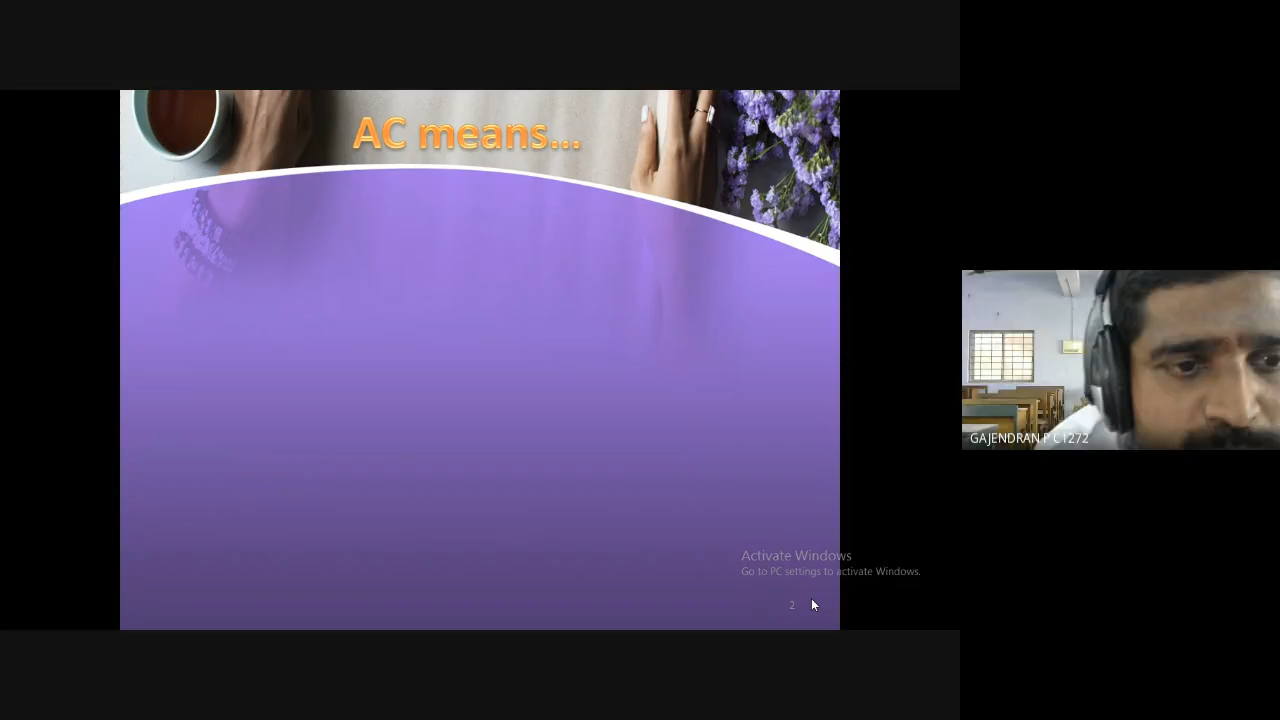 AC means...
Activate Windows
Go to PC settings to activate Windows.
2
GAJENDRAN P C1272